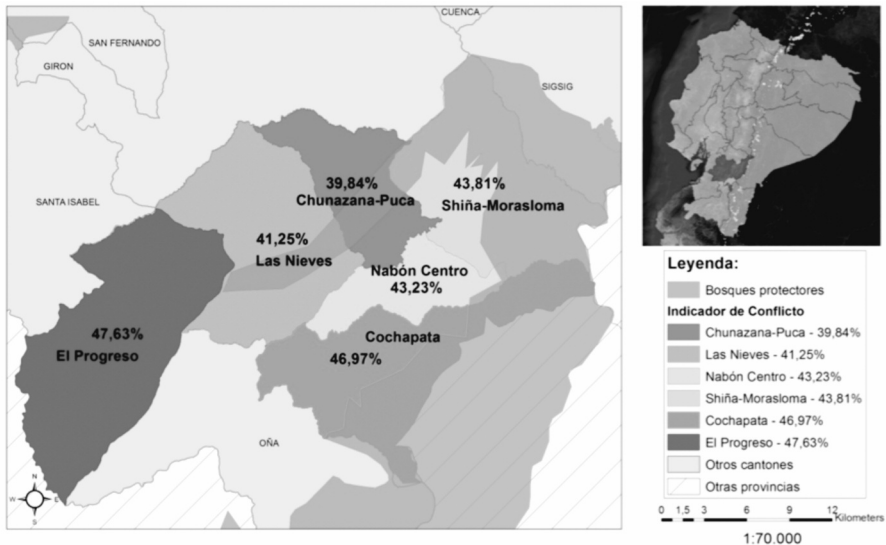 CUENCA
SAN FERNANDO
GIRON
SIGSIG
SANTA ISABEL
39,84%
Chunazana-Puca
43,81%
Shiña-Morasloma
41,25%
Las Nieves
Nabón Centro
43,23%
47,63%
El Progreso
Cochapata
46,97%
OÑA
N
W E
S
Leyenda:
Bosques protectores
Indicador de Conflicto
Chunazana-Puca - 39,84%
Las Nieves - 41,25%
Nabón Centro - 43,23%
Shiña-Morasloma - 43,81%
Cochapata - 46,97%
El Progreso - 47,63%
Otros cantones
Otras provincias
0 1,5 3 6 9 12
Kilometers
1:70.000